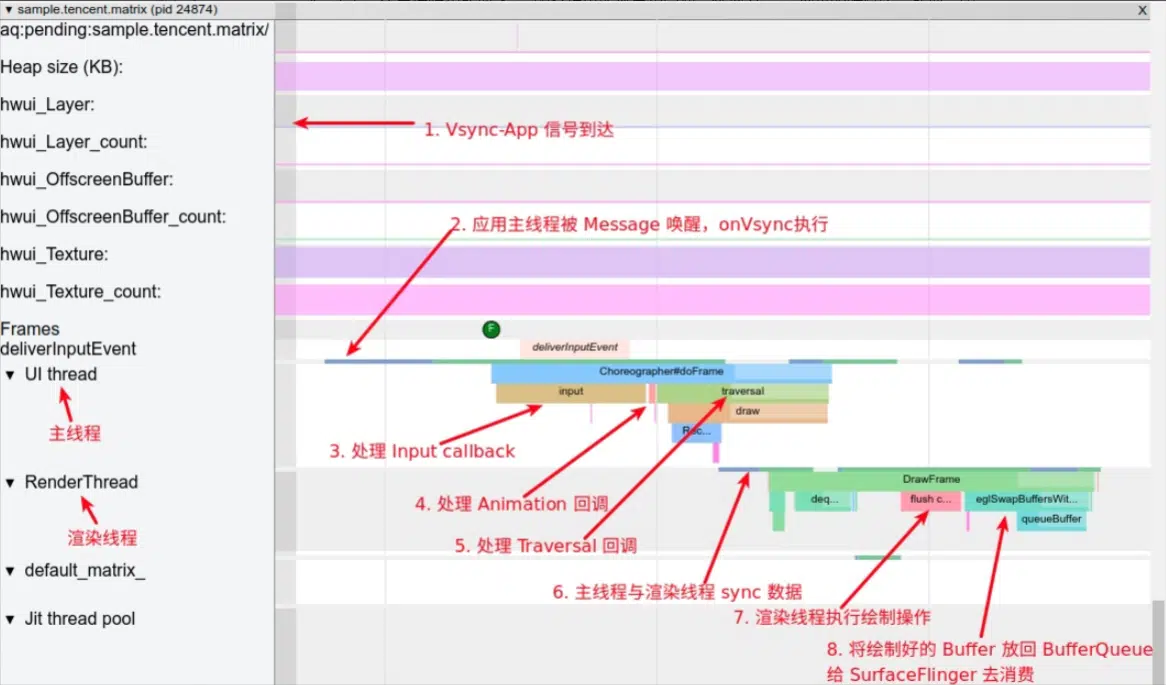 ▼ sample.tencent.matrix (pid 24874)
X
aq:pending:sample.tencent.matrix/
Heap size (KB):
hwui_Layer:
1. Vsync-App 信号到达
hwui_Layer_count:
hwui_OffscreenBuffer:
hwui_OffscreenBuffer_count:
2. 应用主线程被 Message 唤醒，onVsync执行
hwui_Texture:
hwui_Texture_count:
Frames
F
deliverInputEvent
deliverInputEvent
▼ UI thread
Choreographer#doFrame
input
traversal
draw
主线程
Rec...
3. 处理 Input callback
▼ RenderThread
DrawFrame
deq...
flush c...
eglSwapBuffersWit...
4. 处理 Animation 回调
queueBuffer
渲染线程
5. 处理 Traversal 回调
▼ default_matrix_
6. 主线程与渲染线程 sync 数据
▼ Jit thread pool
7. 渲染线程执行绘制操作
8. 将绘制好的 Buffer 放回 BufferQueue
给 SurfaceFlinger 去消费